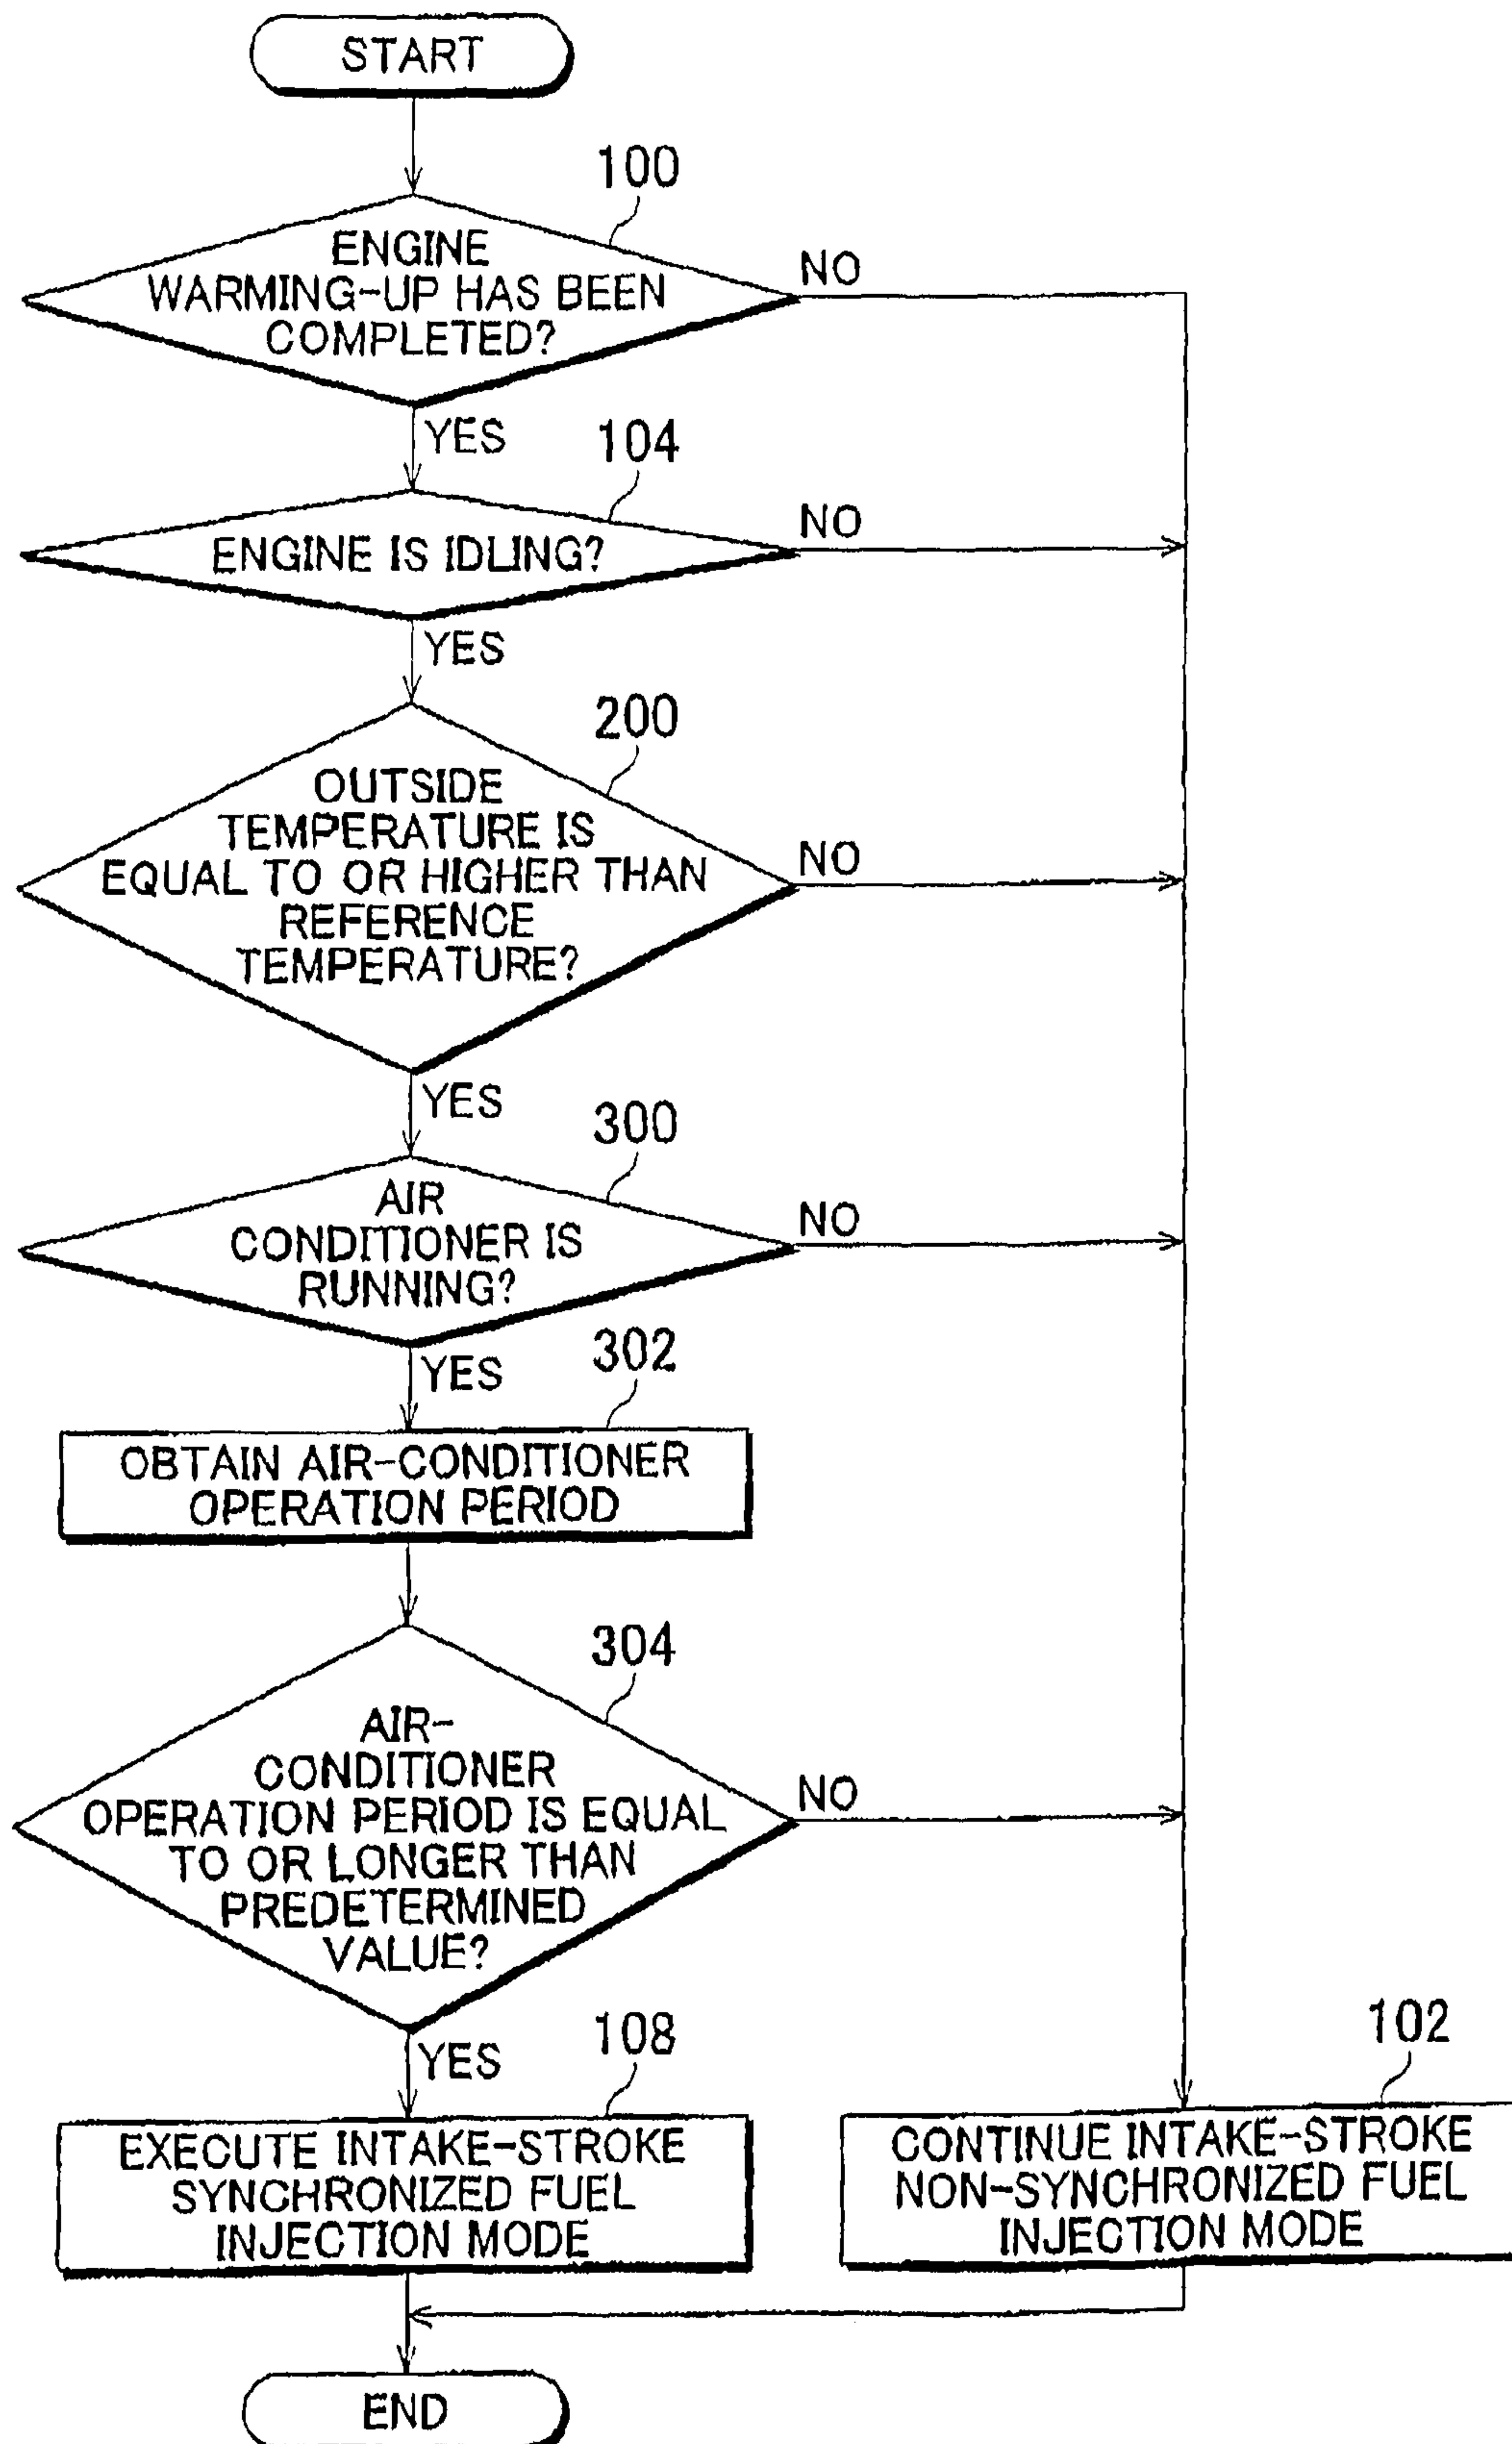 START
100
ENGINE
WARMING-UP HAS BEEN
COMPLETED?
NO
YES
104
ENGINE IS IDLING?
NO
YES
200
OUTSIDE
TEMPERATURE IS
EQUAL TO OR HIGHER THAN
REFERENCE
TEMPERATURE?
NO
YES
300
AIR
CONDITIONER IS
RUNNING?
NO
YES
302
OBTAIN AIR-CONDITIONER
OPERATION PERIOD
304
AIR-
CONDITIONER
OPERATION PERIOD IS EQUAL
TO OR LONGER THAN
PREDETERMINED
VALUE?
NO
YES
108
EXECUTE INTAKE-STROKE
SYNCHRONIZED FUEL
INJECTION MODE
102
CONTINUE INTAKE-STROKE
NON-SYNCHRONIZED FUEL
INJECTION MODE
END